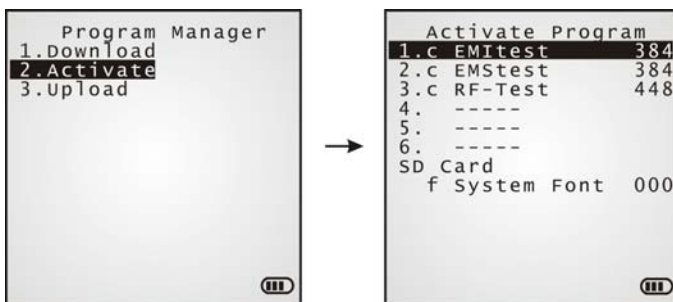 Program Manager
1.Download
2.Activate
3.Upload
Activate Program
1.c EMItest 384
2.c EMStest 384
3.c RF-Test 448
4. -----
5. -----
6. -----
SD Card
f System Font 000